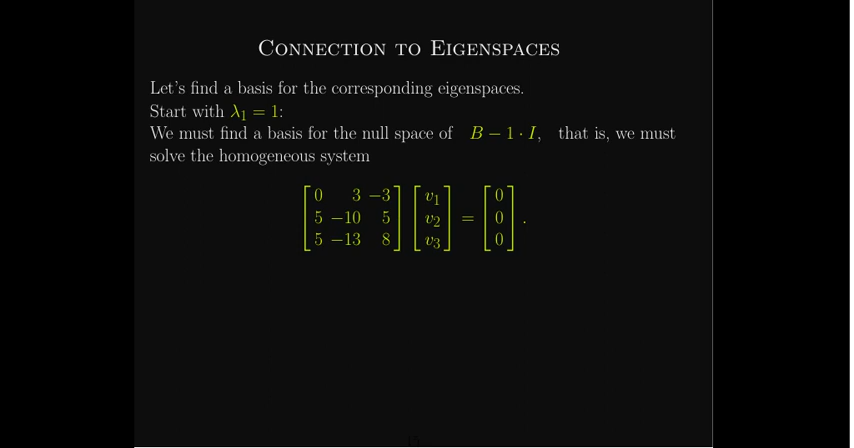 Connection to Eigenspaces
Let's find a basis for the corresponding eigenspaces.
Start with λ₁ = 1:
We must find a basis for the null space of B − 1 · I, that is, we must
solve the homogeneous system
[0 3 −3] [v₁] [0]
[5 −10 5] [v₂] = [0] .
[5 −13 8] [v₃] [0]